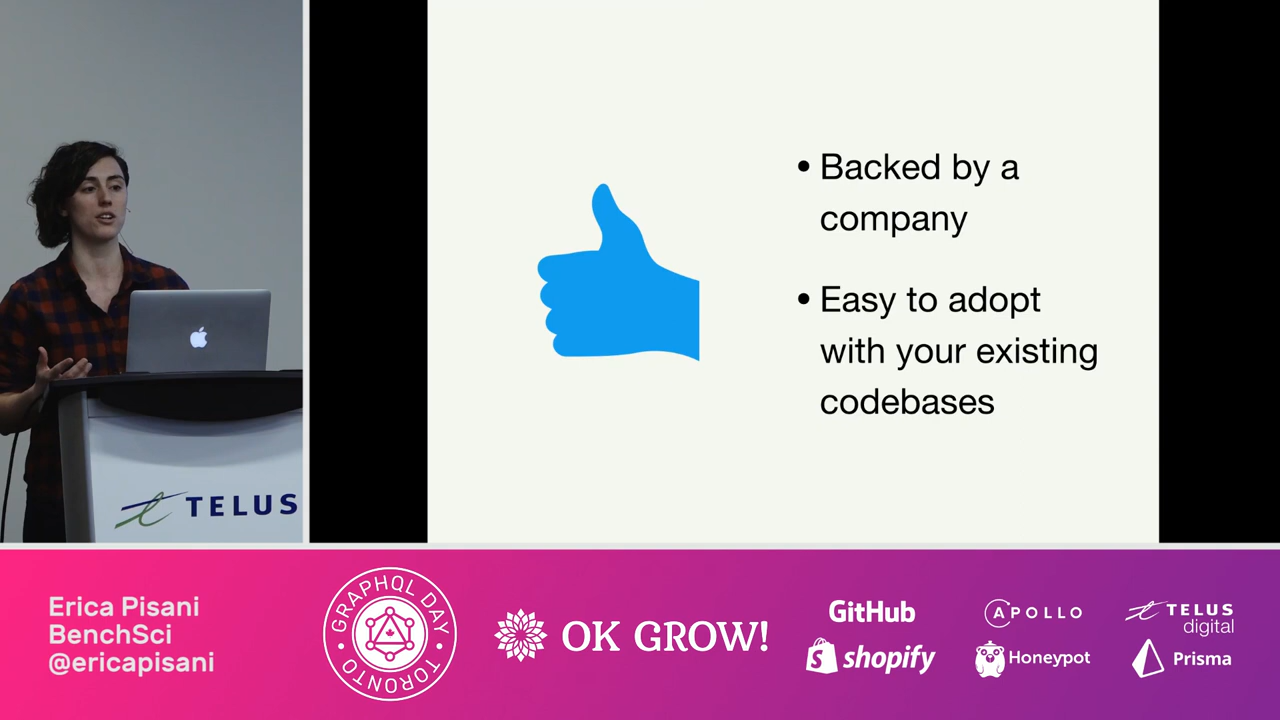 • Backed by a
company
• Easy to adopt
with your existing
codebases
TELUS
Erica Pisani
BenchSci
@ericapisani
GRAPHQL DAY
TORONTO
OK GROW!
GitHub
APOLLO
TELUS
digital
shopify
Honeypot
Prisma